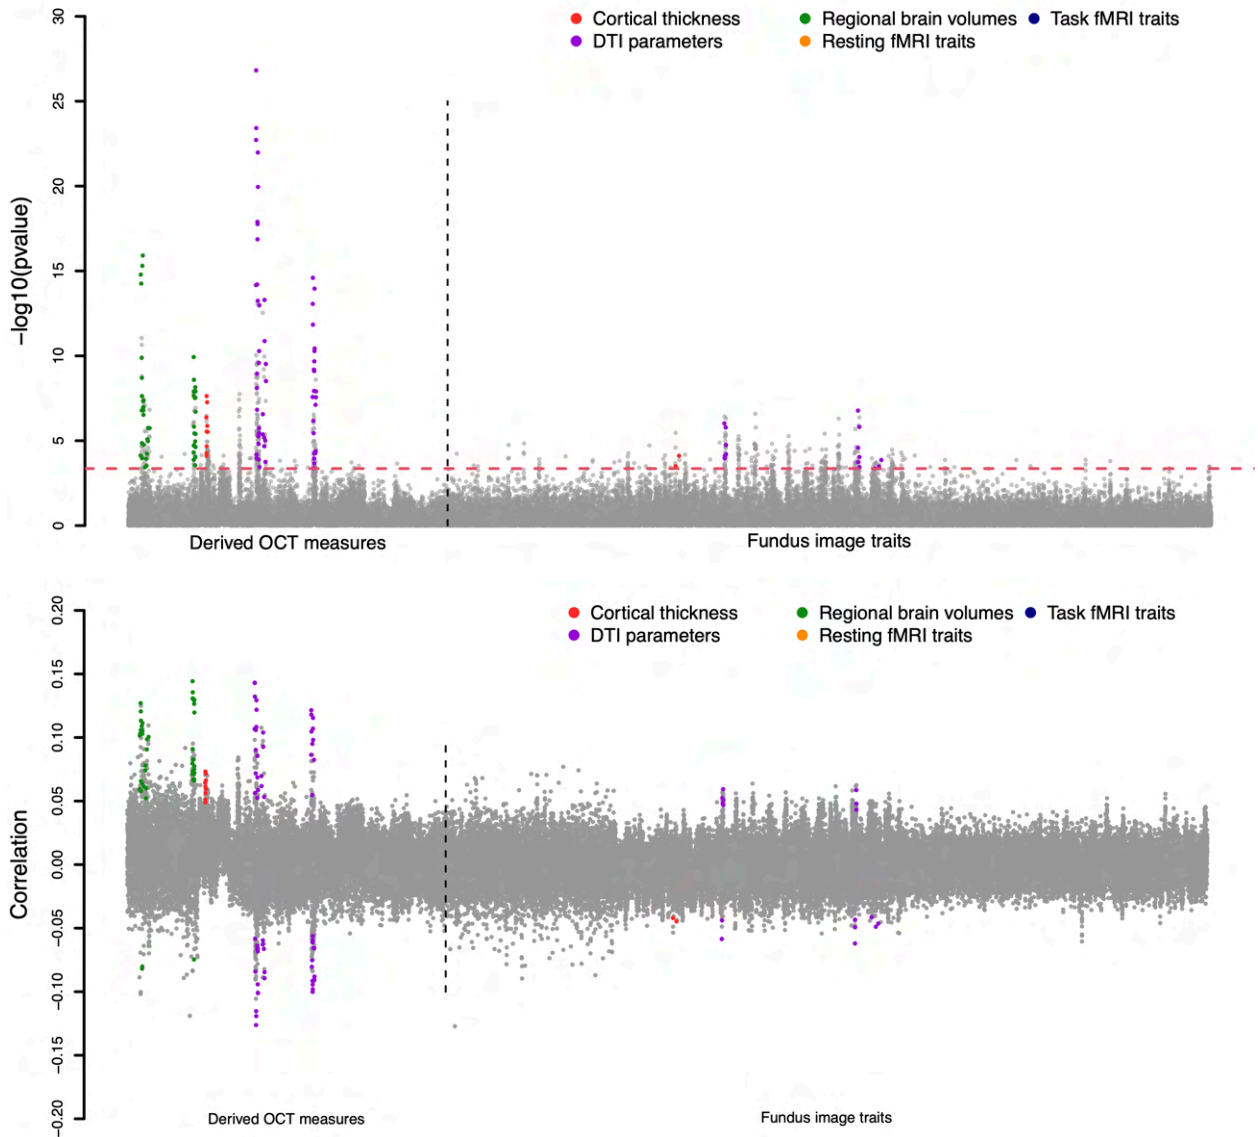 Cortical thickness Regional brain volumes Task fMRI traits
DTI parameters Resting fMRI traits
−log10(pvalue)
30
25
20
15
10
5
0
Derived OCT measures Fundus image traits
Cortical thickness Regional brain volumes Task fMRI traits
DTI parameters Resting fMRI traits
Correlation
0.20
0.15
0.10
0.05
0.00
−0.05
−0.10
−0.15
−0.20
Derived OCT measures Fundus image traits